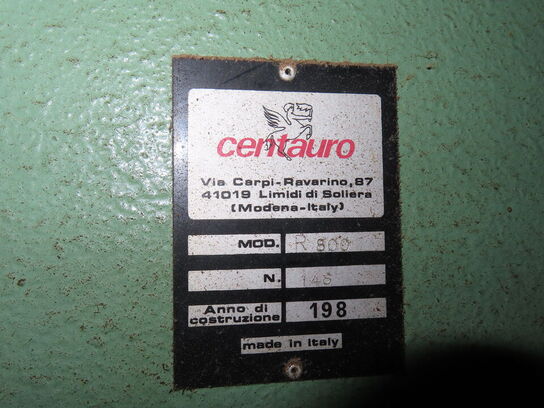 centauro
Via Carpi-Ravarino,87
41019 Limidi di Soliera
(Modena-Italy)
MOD. R 800
N. 146
Anno di
costruzione 198
made in italy